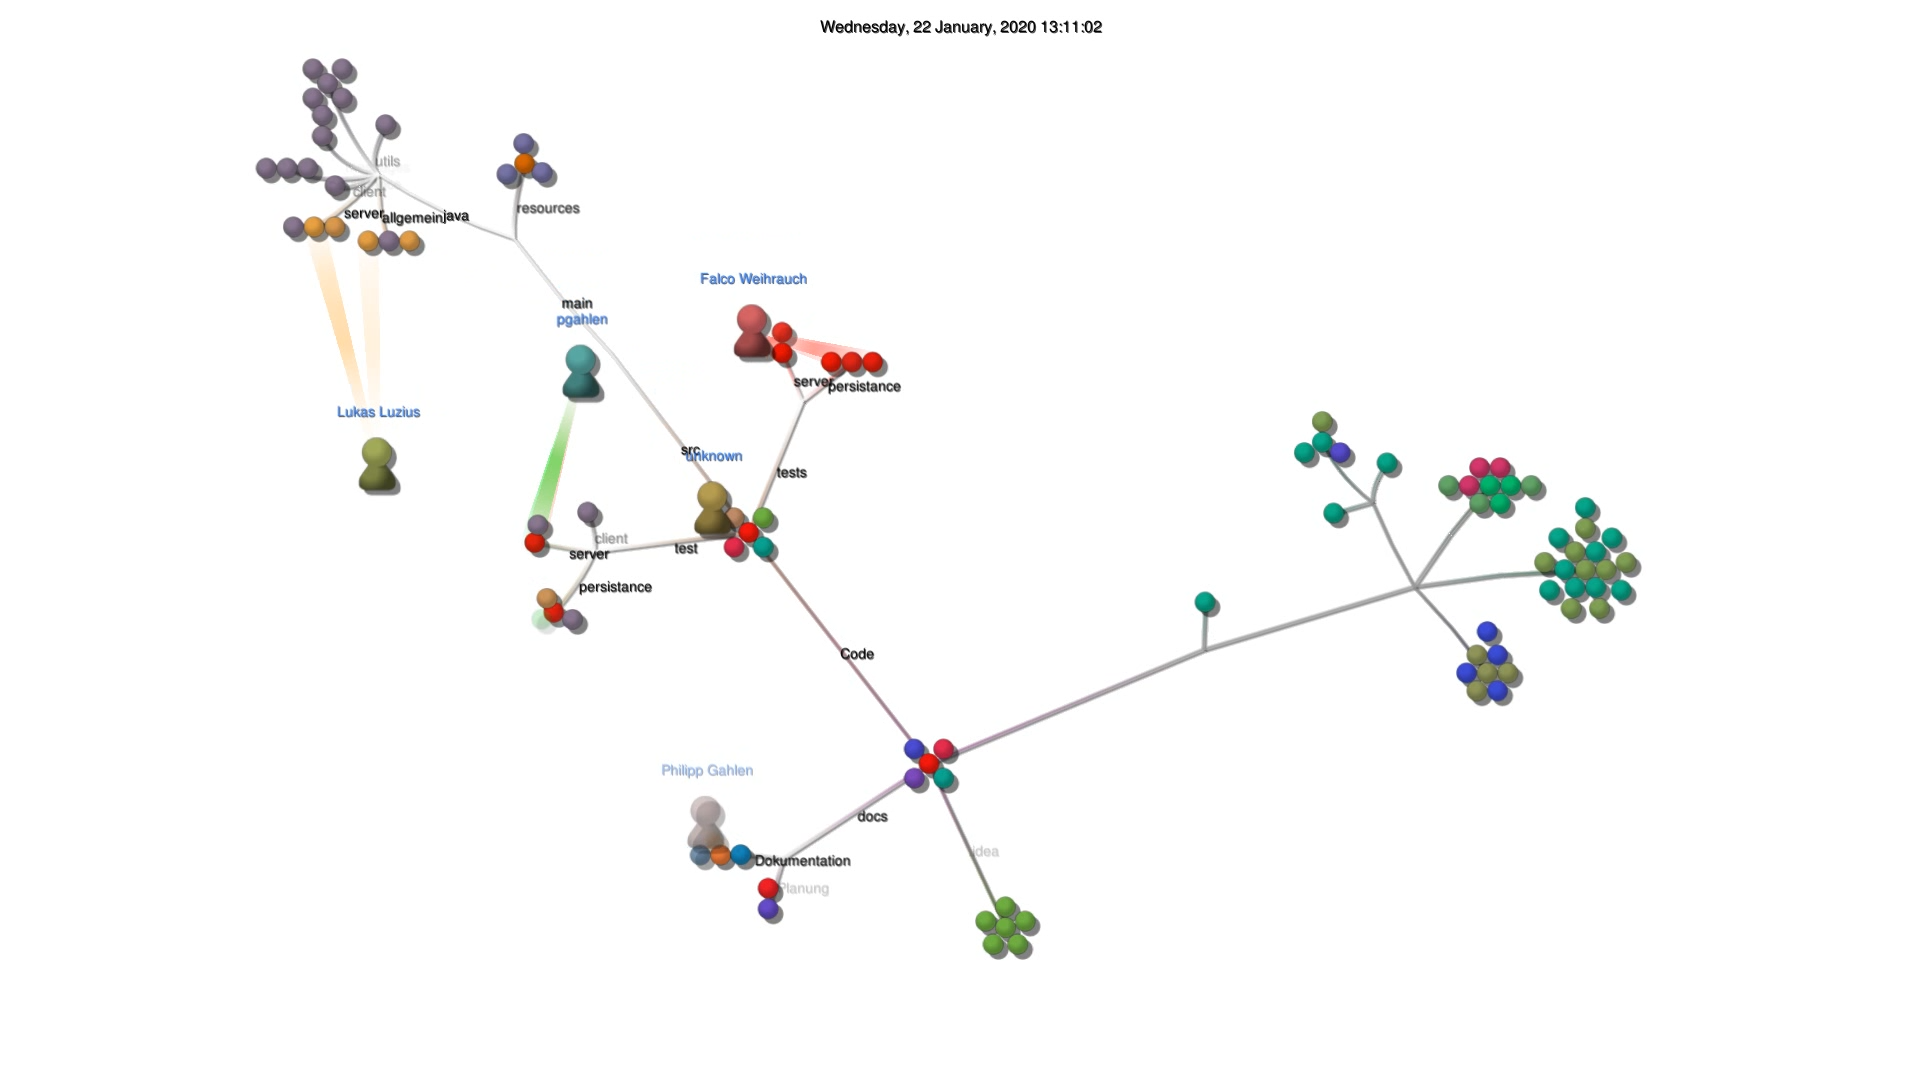 Wednesday, 22 January, 2020 13:11:02
utils
client
server
allgemein
java
resources
Falco Weihrauch
main
pgahlen
server
persistance
Lukas Luzius
src
unknown
tests
client
test
server
persistance
Code
Philipp Gahlen
docs
idea
Dokumentation
Planung